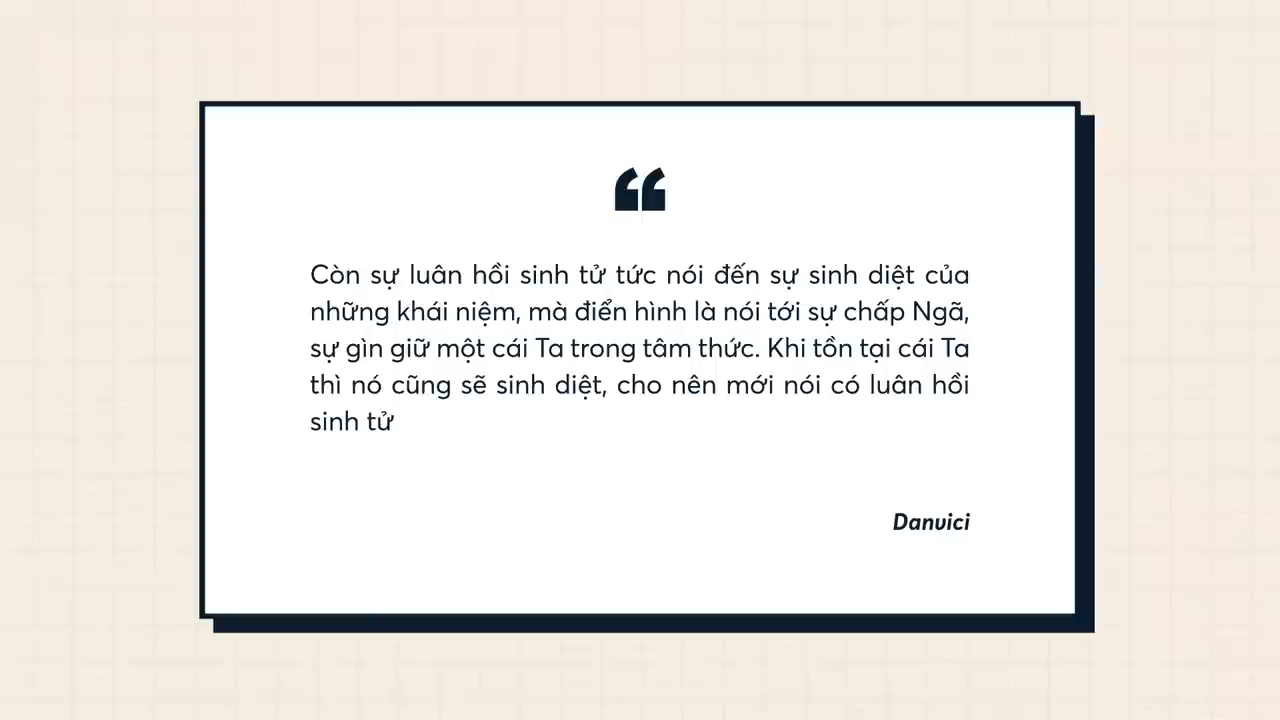 “
Còn sự luân hồi sinh tử tức nói đến sự sinh diệt của
những khái niệm, mà điển hình là nói tới sự chấp Ngã,
sự gìn giữ một cái Ta trong tâm thức. Khi tồn tại cái Ta
thì nó cũng sẽ sinh diệt, cho nên mới nói có luân hồi
sinh tử
Danvici